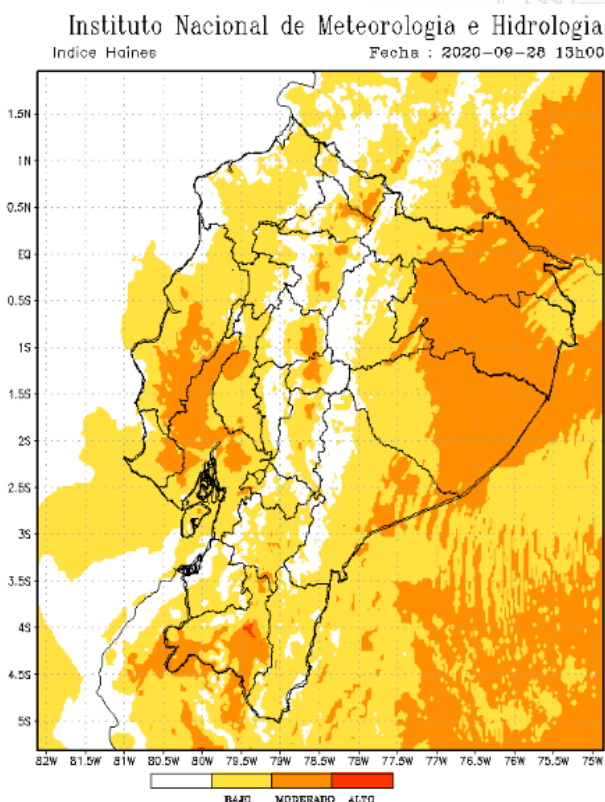 Instituto Nacional de Meteorologia e Hidrologia
Indice Haines Fecha : 2020-09-28 13h00
1.5N
1N
0.5N
EQ
0.5S
1S
1.5S
2S
2.5S
3S
3.5S
4S
4.5S
5S
82W 81.5W 81W 80.5W 80W 79.5W 79W 78.5W 78W 77.5W 77W 76.5W 76W 75.5W 75W
BAJO MODERADO ALTO